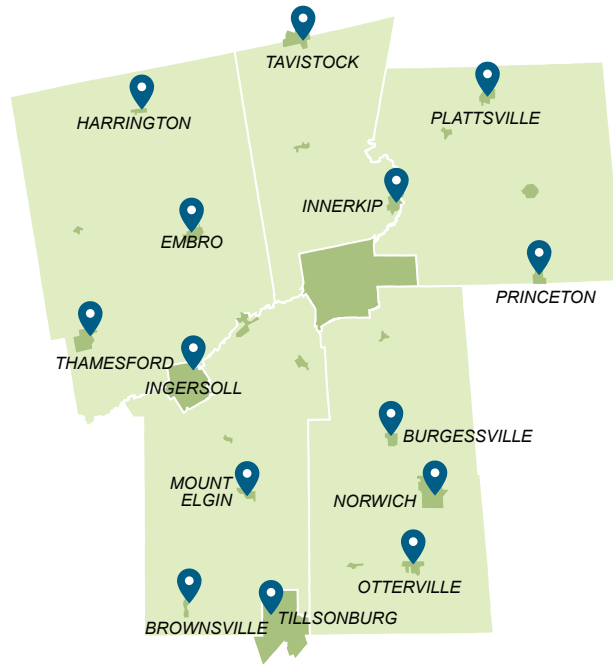 TAVISTOCK
HARRINGTON
PLATTSVILLE
INNERKIP
EMBRO
PRINCETON
THAMESFORD
INGERSOLL
BURGESSVILLE
MOUNT
ELGIN
NORWICH
OTTERVILLE
BROWNSVILLE
TILLSONBURG